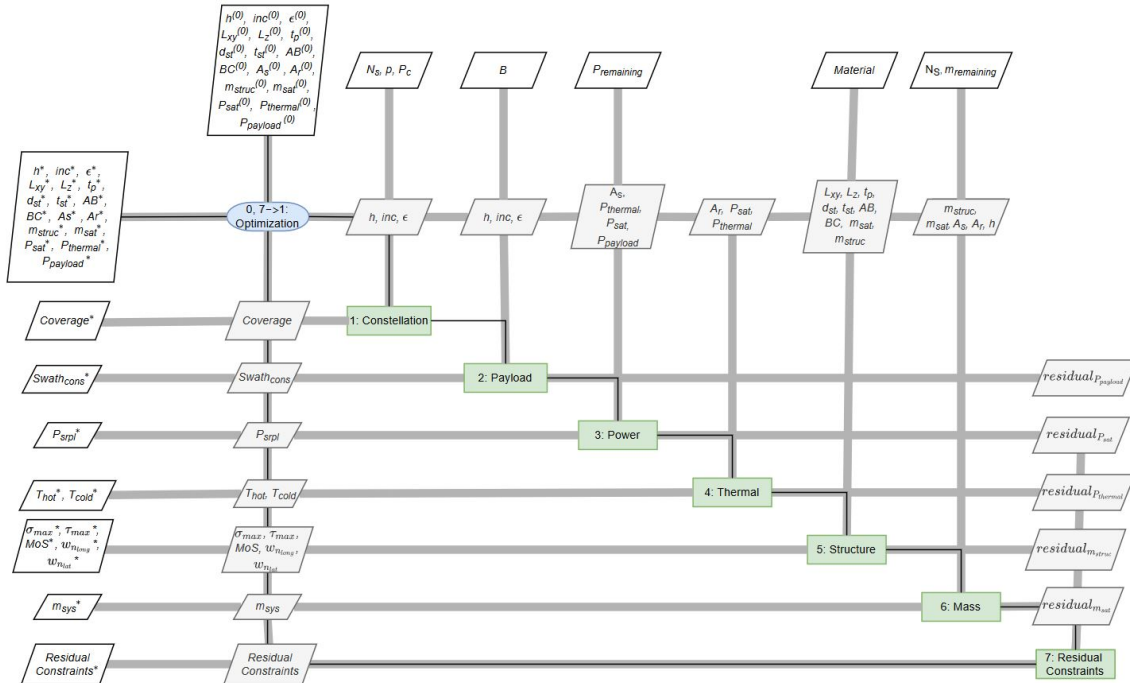 h(0), inc(0), ϵ(0),
Lxy(0), Lz(0), tp(0),
dst(0), tst(0), AB(0),
BC(0), As(0), Ar(0),
mstruc(0), msat(0),
Psat(0), Pthermal(0),
Ppayload(0)
Ns, p, Pc
B
Premaining
Material
NS, mremaining
h*, inc*, ϵ*,
Lxy*, Lz*, tp*,
dst*, tst*, AB*,
BC*, As*, Ar*,
mstruc*, msat*,
Psat*, Pthermal*,
Ppayload*
0, 7->1:
Optimization
h, inc, ϵ
h, inc, ϵ
As,
Pthermal,
Psat,
Ppayload
Ar, Psat,
Pthermal
Lxy, Lz, tp,
dst, tst, AB,
BC, msat,
mstruc
mstruc,
msat, As, Ar, h
Coverage*
Coverage
1: Constellation
Swathcons*
Swathcons
2: Payload
residualPpayload
Psrpl*
Psrpl
3: Power
residualPsat
Thot*, Tcold*
Thot, Tcold
4: Thermal
residualPthermal
σmax*, τmax*,
MoS*, wnlong*,
wnlat*
σmax, τmax,
MoS, wnlong,
wnlat
5: Structure
residualmstruc
msys*
msys
6: Mass
residualmsat
Residual
Constraints*
Residual
Constraints
7: Residual
Constraints